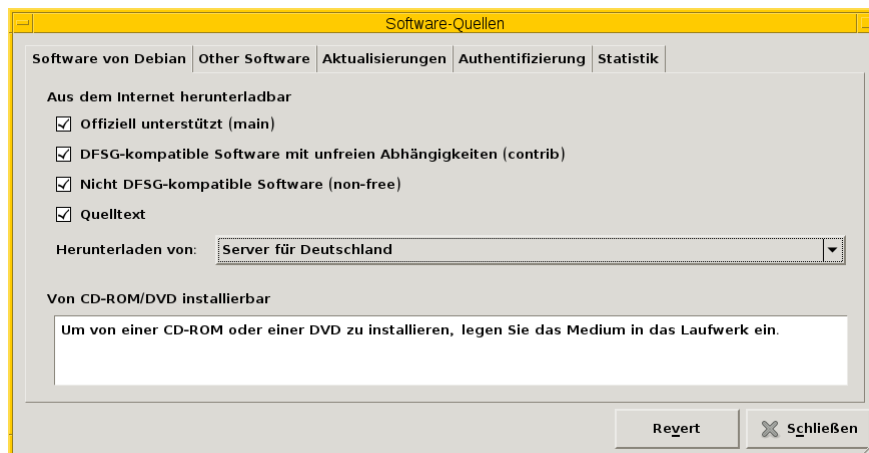 Software-Quellen
Software von Debian Other Software Aktualisierungen Authentifizierung Statistik
Aus dem Internet herunterladbar
Offiziell unterstützt (main)
DFSG-kompatible Software mit unfreien Abhängigkeiten (contrib)
Nicht DFSG-kompatible Software (non-free)
Quelltext
Herunterladen von: Server für Deutschland
Von CD-ROM/DVD installierbar
Um von einer CD-ROM oder einer DVD zu installieren, legen Sie das Medium in das Laufwerk ein.
Revert Schließen